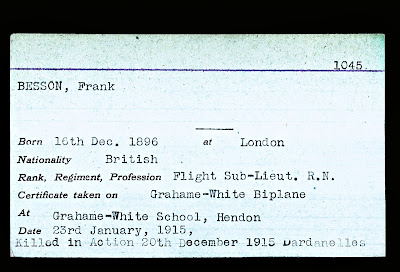 1045.
BESSON, Frank
Born 16th Dec. 1896 at London
Nationality British
Rank, Regiment, Profession Flight Sub-Lieut. R.N.
Certificate taken on Grahame-White Biplane
At Grahame-White School, Hendon
Date 23rd January, 1915,
Killed in Action 20th December 1915 Dardanelles